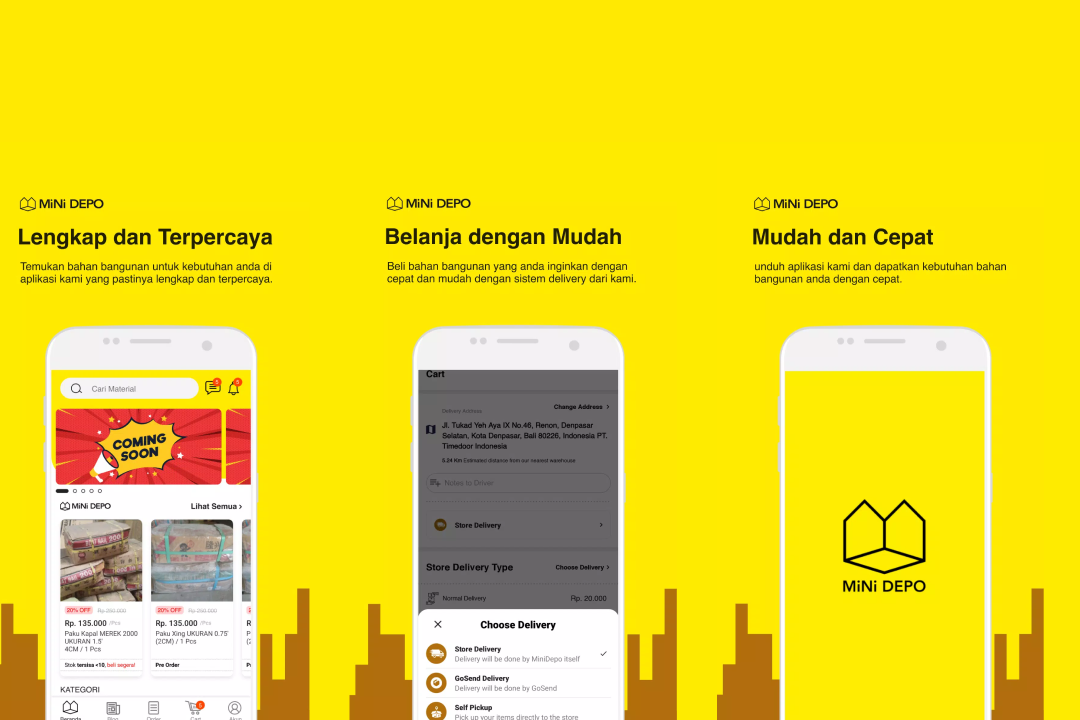 MiNi DEPO
Lengkap dan Terpercaya
Temukan bahan bangunan untuk kebutuhan anda di
aplikasi kami yang pastinya lengkap dan terpercaya.
Cari Material
COMING
SOON
MiNi DEPO
Lihat Semua >
20% OFF
Rp. 135.000 /Pcs
Paku Kapal MEREK 2000
UKURAN 1.5'
4CM / 1 Pcs
Stok tersisa <10, beli segera!
20% OFF Rp 250.000
Rp. 135.000 /Pcs
Paku Xing UKURAN 0.75'
(2CM) / 1 Pcs
Pre Order
KATEGORI
Beranda
Blog
Order
Cart
Akun
MiNi DEPO
Belanja dengan Mudah
Beli bahan bangunan yang anda inginkan dengan
cepat dan mudah dengan sistem delivery dari kami.
Cart
Delivery Address
Change Address >
Jl. Tukad Yeh Aya IX No.46, Renon, Denpasar
Selatan, Kota Denpasar, Bali 80226, Indonesia PT.
Timedoor Indonesia
5.24 Km Estimated distance from our nearest warehouse
Notes to Driver
Store Delivery >
Store Delivery Type
Choose Delivery >
Normal Delivery
Rp. 20.000
Choose Delivery
Store Delivery
Delivery will be done by MiniDepo itself
GoSend Delivery
Delivery will be done by GoSend
Self Pickup
Pick up your items directly to the store
MiNi DEPO
Mudah dan Cepat
unduh aplikasi kami dan dapatkan kebutuhan bahan
bangunan anda dengan cepat.
MiNi DEPO